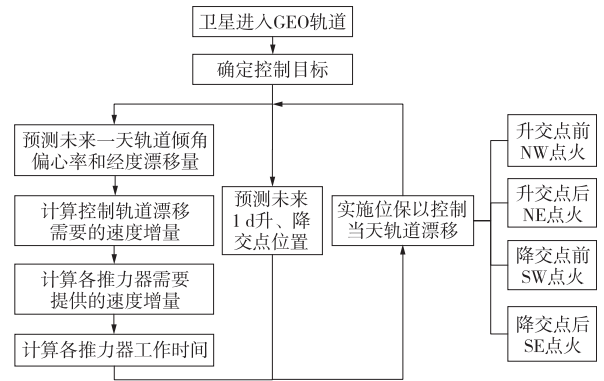 卫星进入GEO轨道
确定控制目标
预测未来一天轨道倾角
偏心率和经度漂移量
计算控制轨道漂移
需要的速度增量
计算各推力器需要
提供的速度增量
计算各推力器工作时间
预测未来
1 d升、降
交点位置
实施位保以控制
当天轨道漂移
升交点前
NW点火
升交点后
NE点火
降交点前
SW点火
降交点后
SE点火